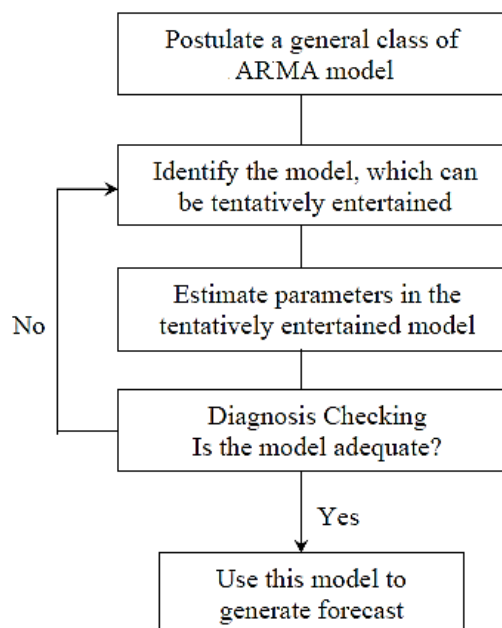 Postulate a general class of
ARMA model
Identify the model, which can
be tentatively entertained
Estimate parameters in the
tentatively entertained model
No
Diagnosis Checking
Is the model adequate?
Yes
Use this model to
generate forecast